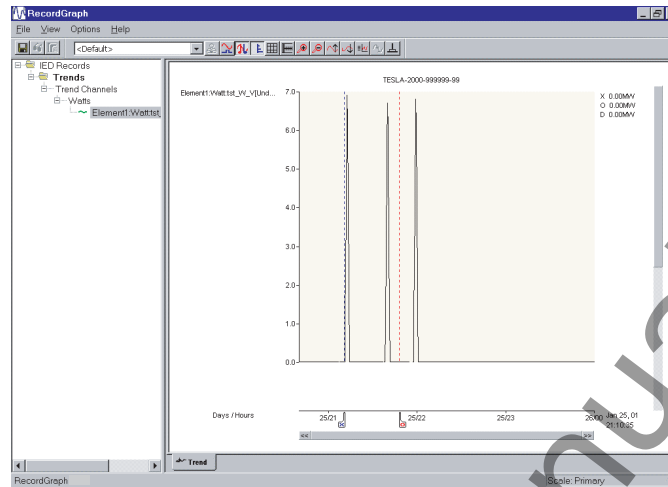 RecordGraph
File View Options Help
<Default>
IED Records
Trends
Trend Channels
Watts
Element1:Watt:tst_
TESLA-2000-999999-99
Element1:Watt:tst_W_V[Und...
7.0
6.0
5.0
4.0
3.0
2.0
1.0
0.0
X 0.00MW
O 0.00MW
D 0.00MW
Days / Hours
25/21 25/22 25/23 26/00
Jan 25, 01
21:10:35
X O
<< >>
Trend
RecordGraph
Scale: Primary